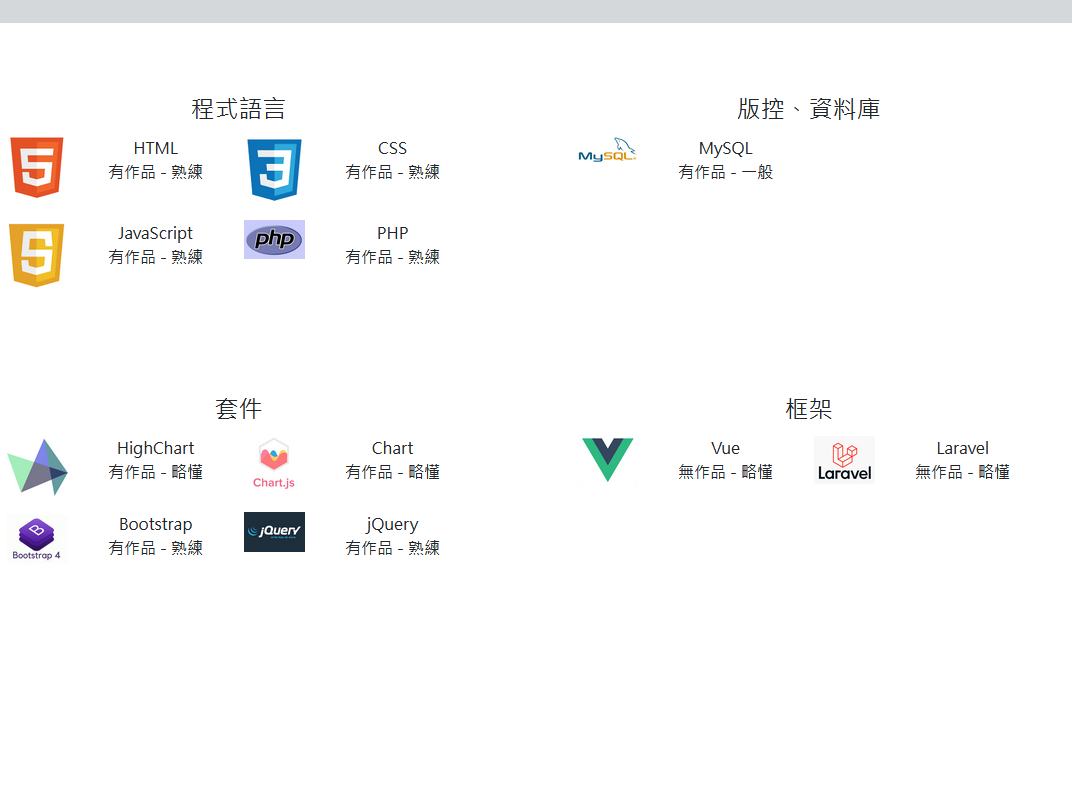 程式語言
HTML
有作品 - 熟練
CSS
有作品 - 熟練
JavaScript
有作品 - 熟練
php
PHP
有作品 - 熟練
版控、資料庫
MySQL
MySQL
有作品 - 一般
套件
HighChart
有作品 - 略懂
Chart.js
Chart
有作品 - 略懂
Bootstrap 4
Bootstrap
有作品 - 熟練
jQuery
jQuery
有作品 - 熟練
框架
Vue
無作品 - 略懂
Laravel
Laravel
無作品 - 略懂